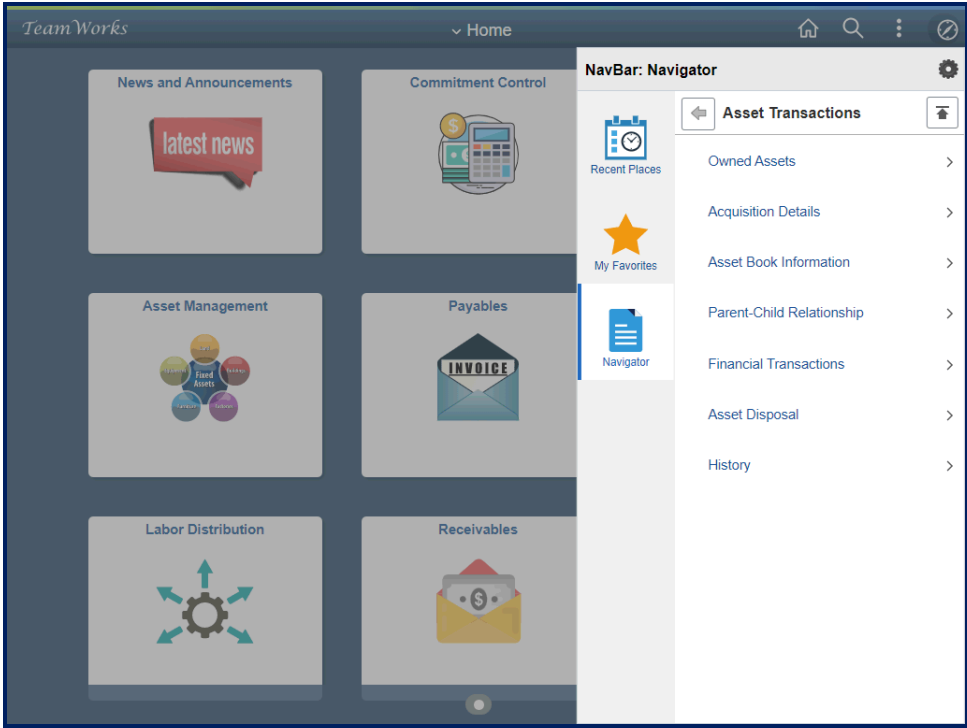 TeamWorks
Home
NavBar: Navigator
News and Announcements
latest news
Commitment Control
Asset Management
Fixed
Assets
Payables
INVOICE
Labor Distribution
Receivables
Recent Places
My Favorites
Navigator
Asset Transactions
Owned Assets
Acquisition Details
Asset Book Information
Parent-Child Relationship
Financial Transactions
Asset Disposal
History